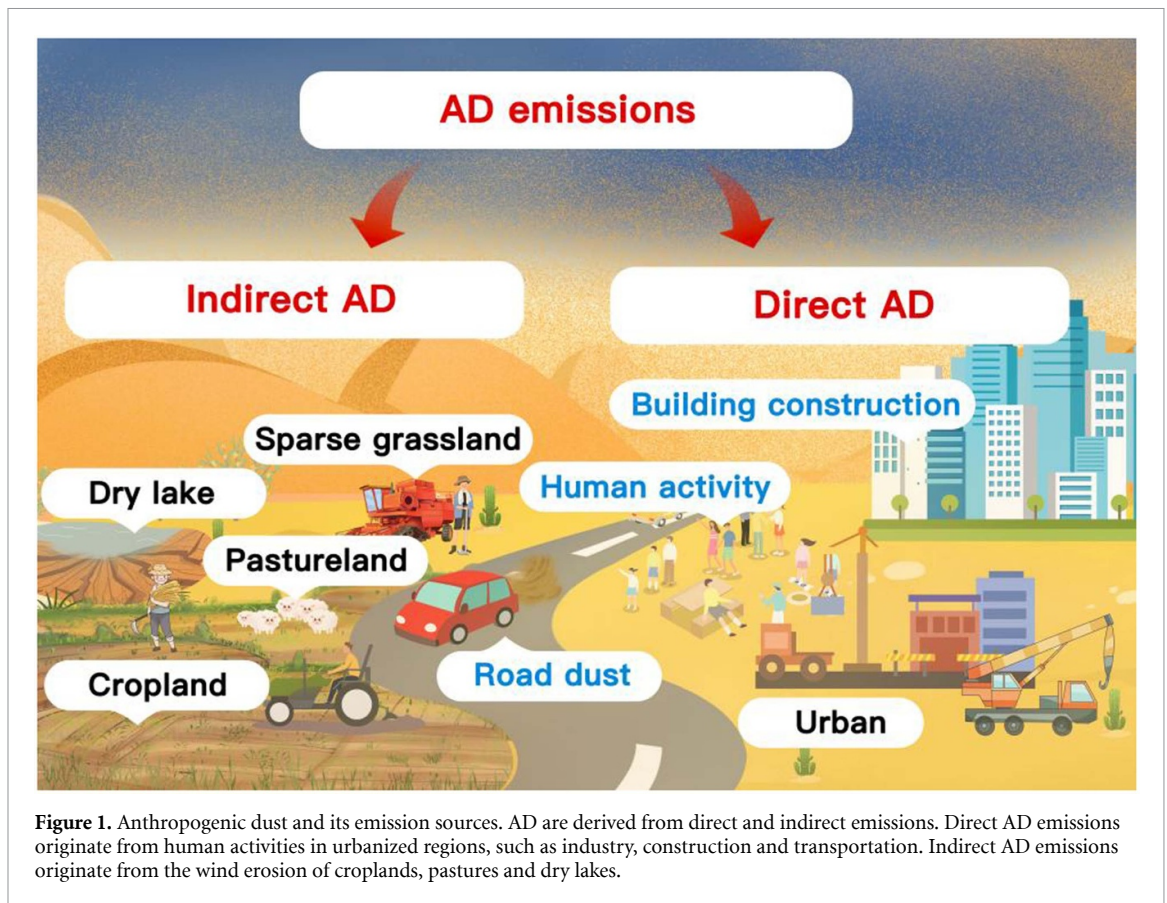 AD emissions
Indirect AD
Direct AD
Building construction
Sparse grassland
Human activity
Dry lake
Pastureland
Road dust
Cropland
Urban
Figure 1. Anthropogenic dust and its emission sources. AD are derived from direct and indirect emissions. Direct AD emissions
originate from human activities in urbanized regions, such as industry, construction and transportation. Indirect AD emissions
originate from the wind erosion of croplands, pastures and dry lakes.